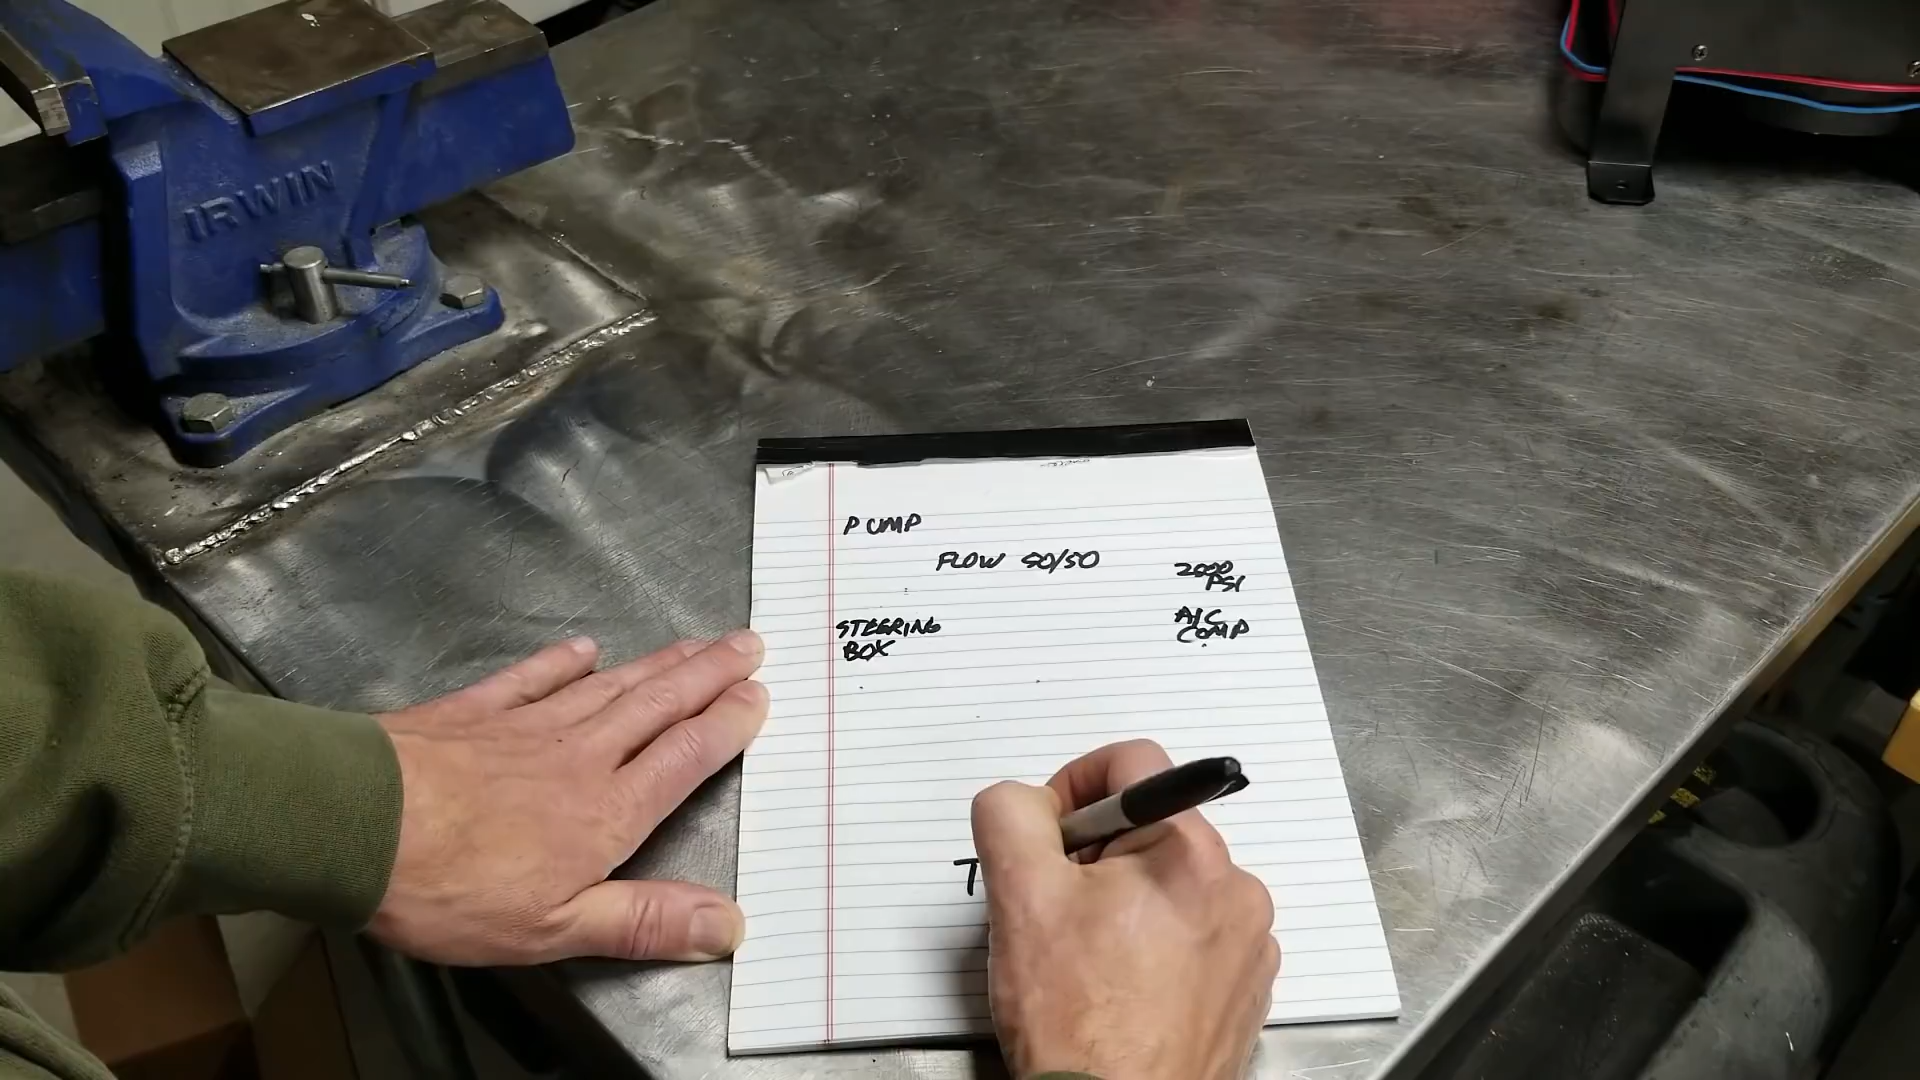 IRWIN
PUMP
FLOW 50/50
2000
PSI
STEERING
BOX
A/C
COMP
T